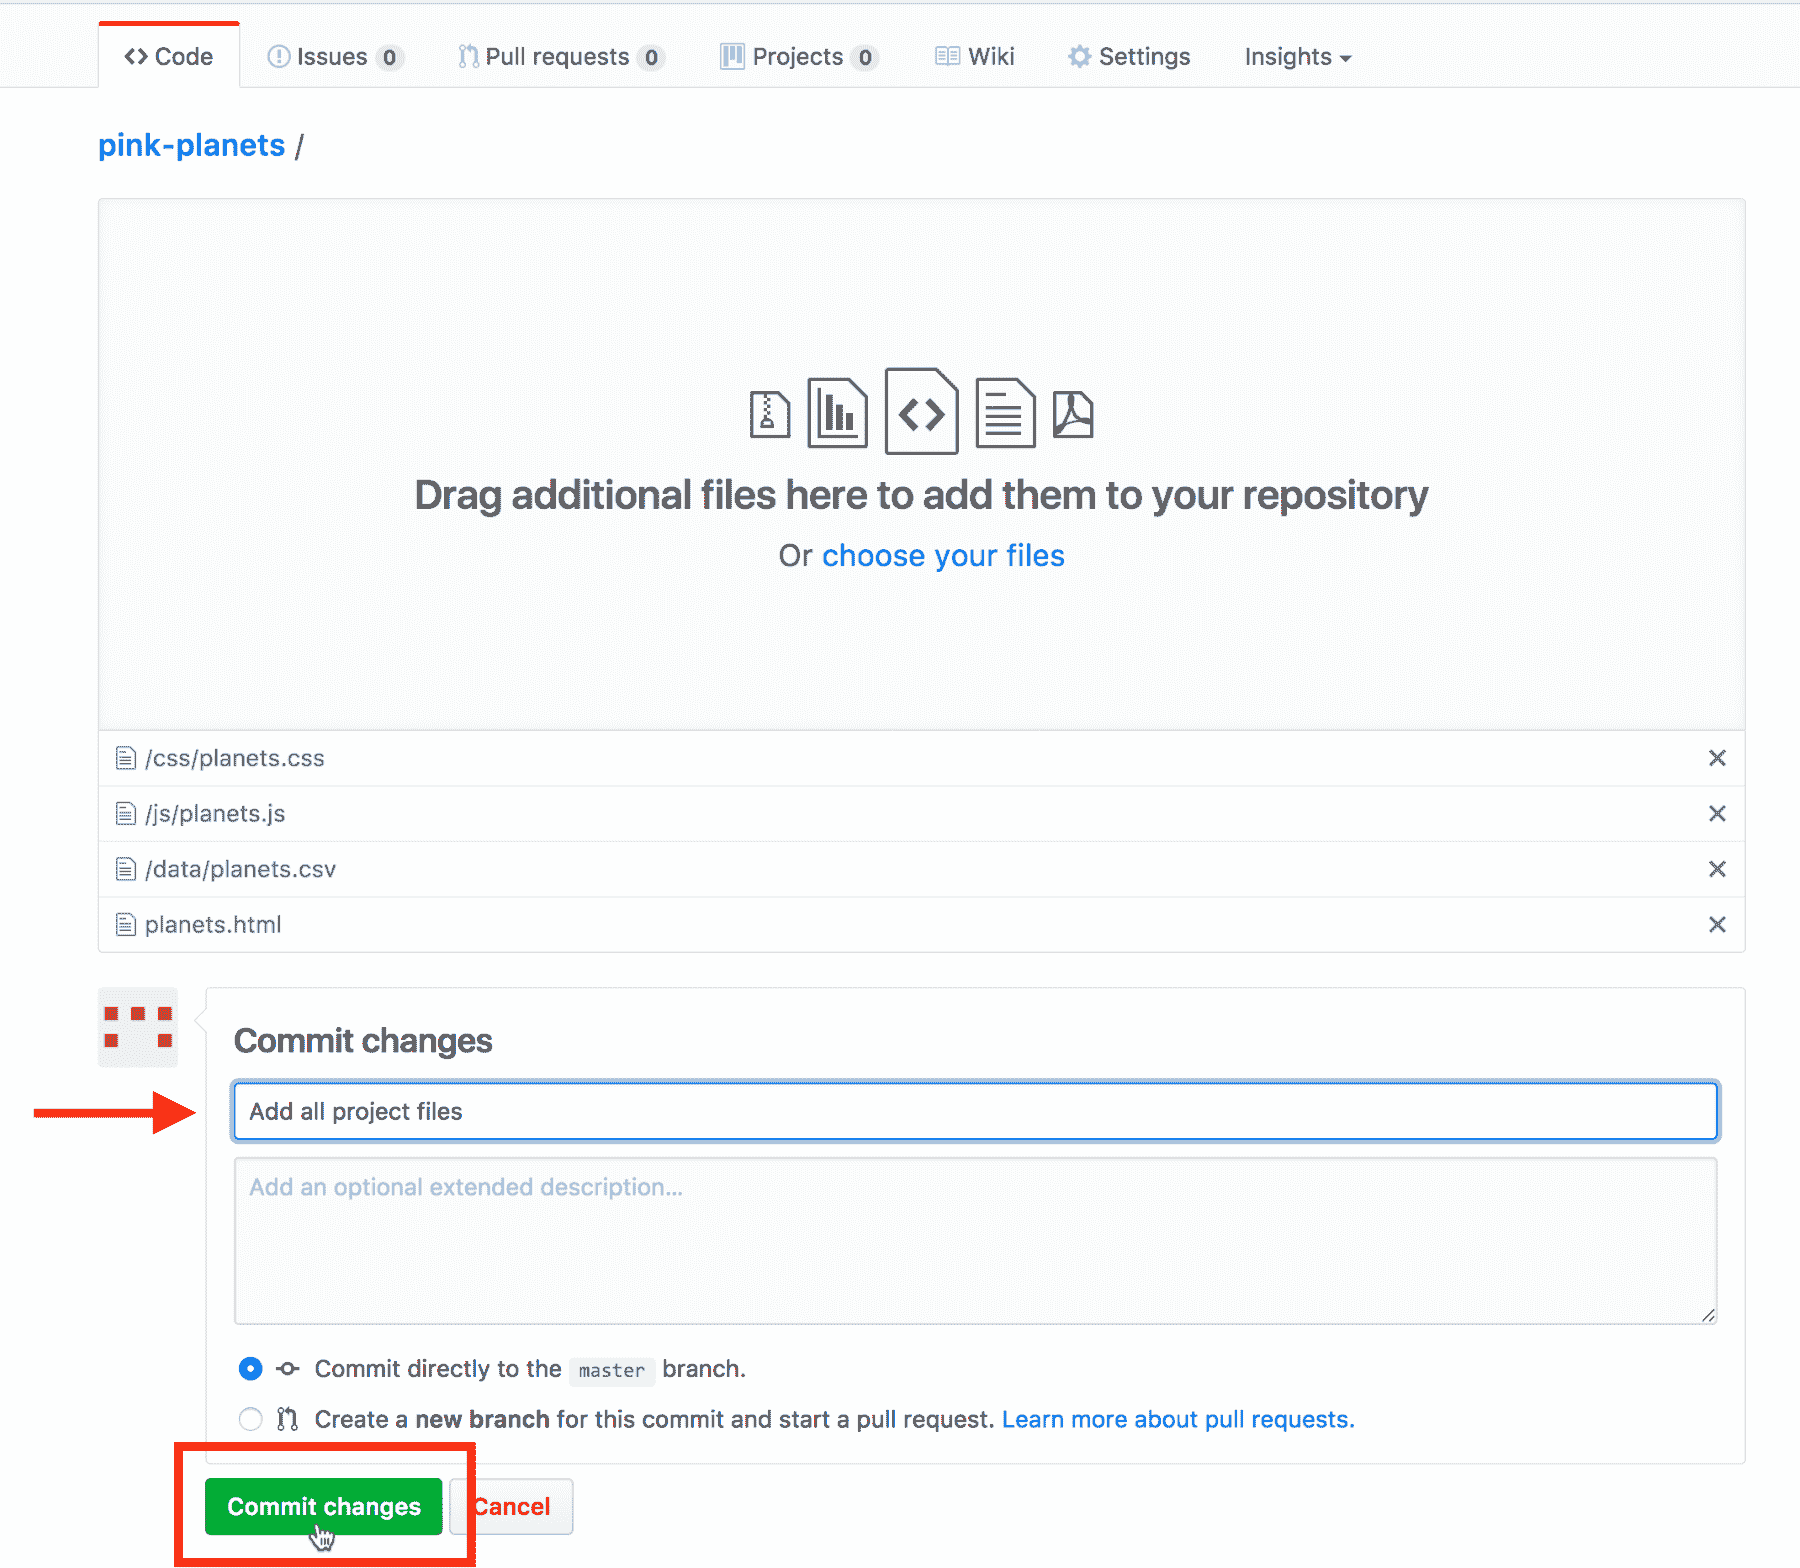 Code Issues 0 Pull requests 0 Projects 0 Wiki Settings Insights
pink-planets /
Drag additional files here to add them to your repository
Or choose your files
/css/planets.css
/js/planets.js
/data/planets.csv
planets.html
Commit changes
Add all project files
Add an optional extended description...
Commit directly to the master branch.
Create a new branch for this commit and start a pull request. Learn more about pull requests.
Commit changes Cancel